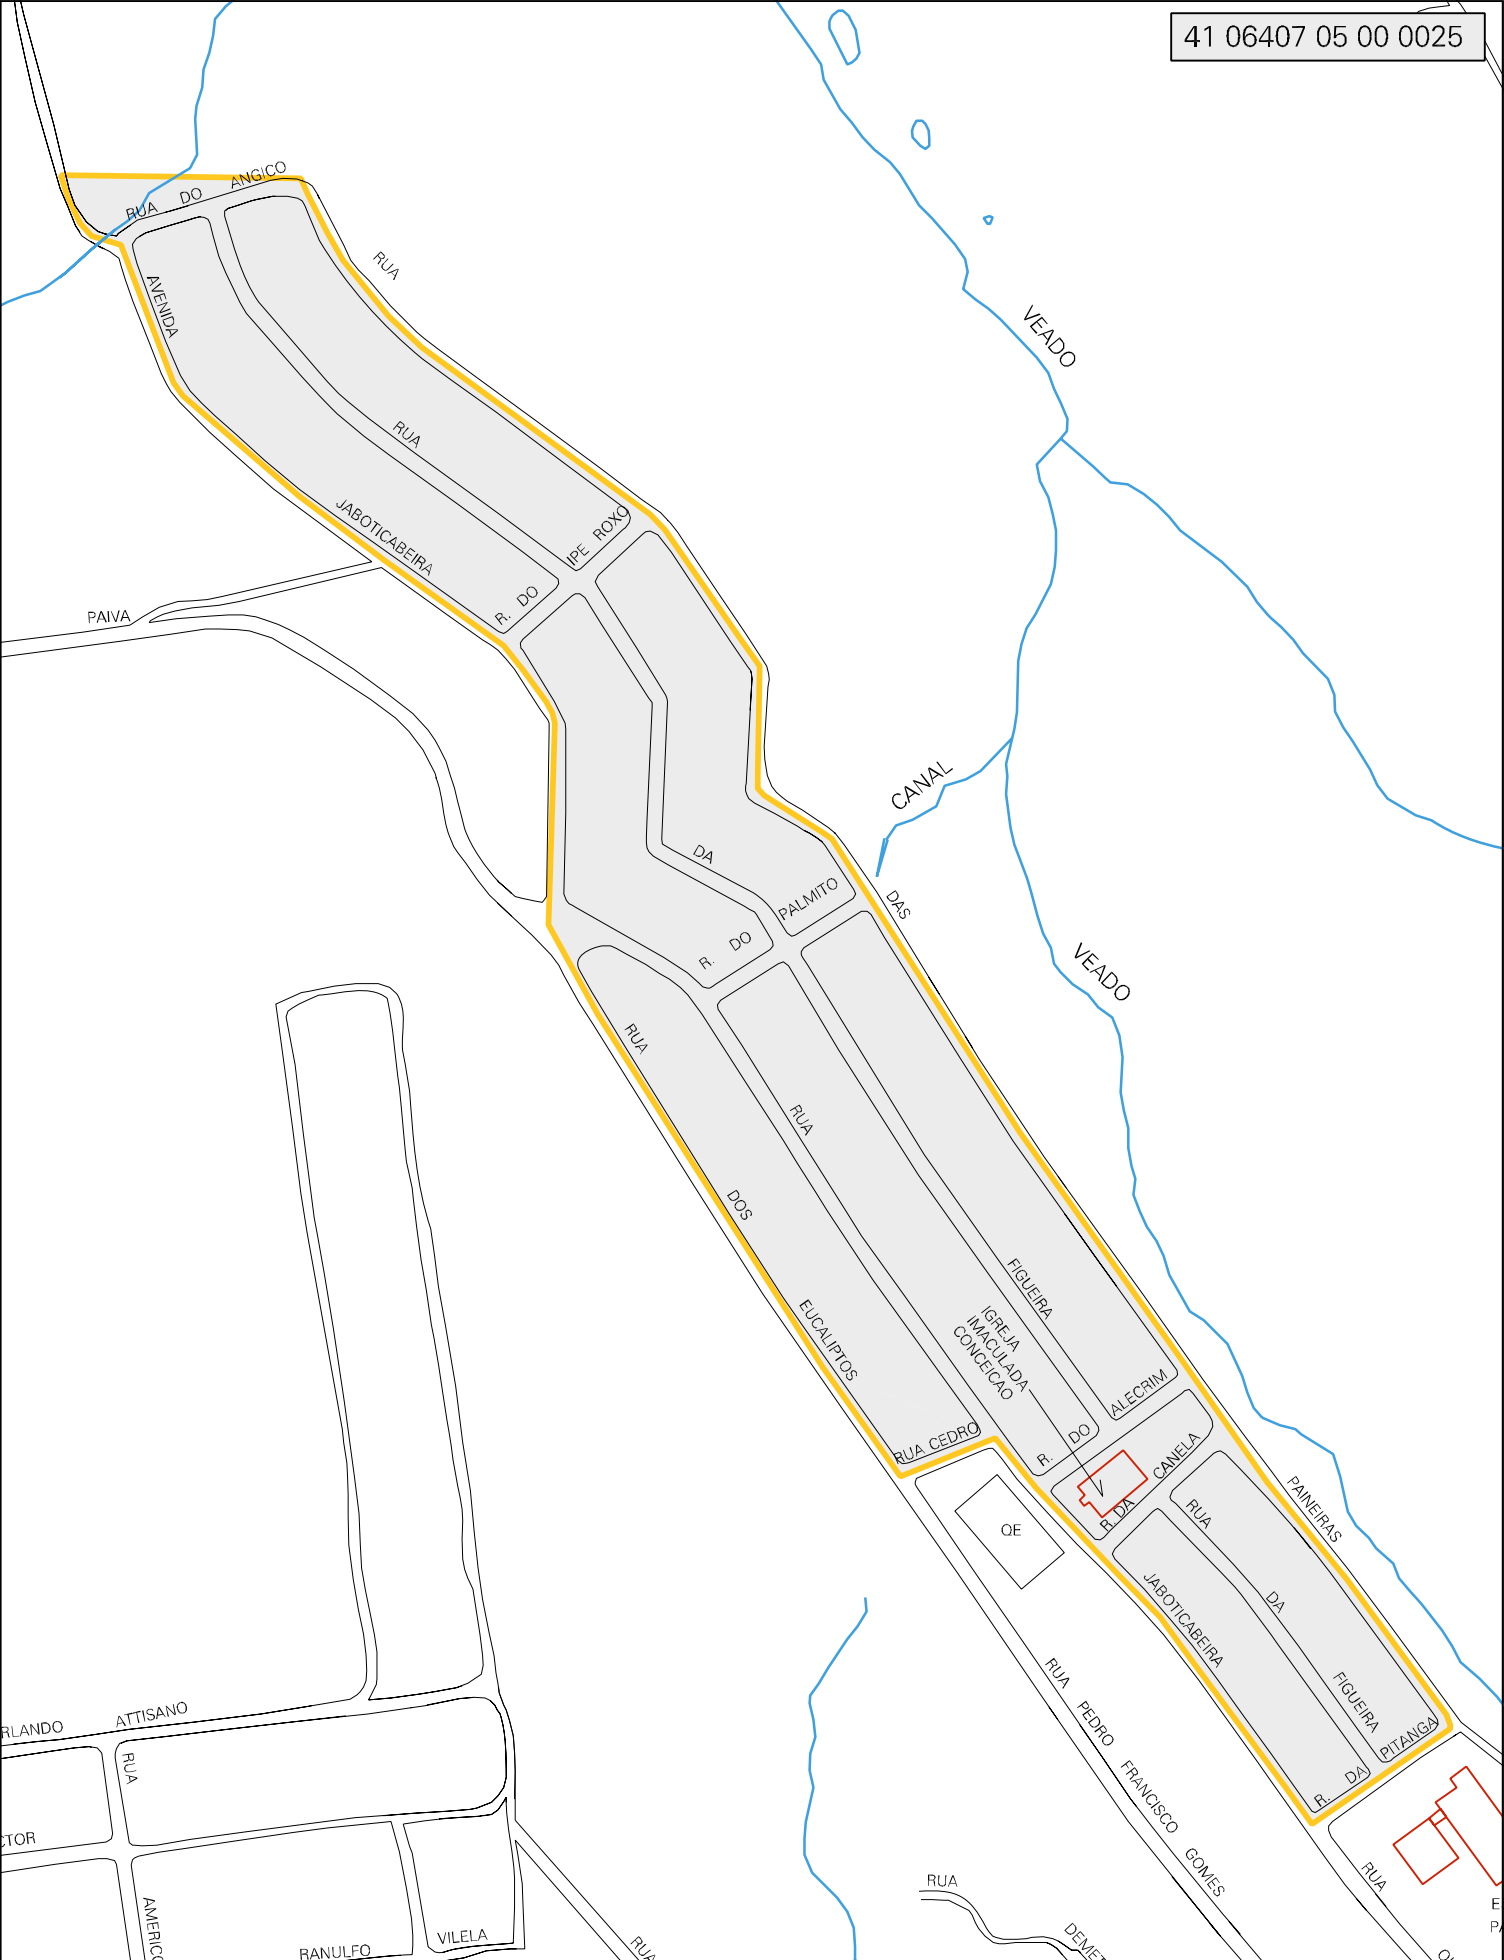 41 06407 05 00 0025
RUA DO ANGICO
RUA
AVENIDA
VEADO
RUA
JABOTICABEIRA
IPE ROXO
R. DO
PAIVA
CANAL
DA
PALMITO
DAS
R. DO
VEADO
RUA
RUA
DOS
FIGUEIRA
EUCALIPTOS
IGREJA
IMACULADA
CONCEICAO
ALECRIM
R. DO
RUA CEDRO
CANELA
R. DA
PAINEIRAS
RUA
QE
JABOTICABEIRA
DA
FIGUEIRA
PITANGA
R. DA
RUA PEDRO FRANCISCO GOMES
RLANDO ATTISANO
RUA
CTOR
AMERICO
RANULFO
VILELA
RUA
RUA
DEMET
RUA
E
PA